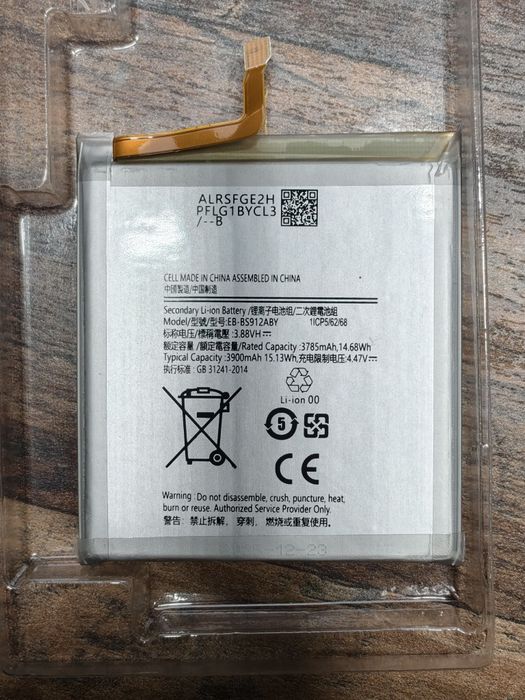 ALRSFGE2H
PFLG1BYCL3
/--B
CELL MADE IN CHINA ASSEMBLED IN CHINA
中國製造/中国制造
Secondary Li-ion Battery /锂离子电池组/二次鋰電池組
Model/型號/型号: EB-BS912ABY 1ICP5/62/68
标称电压/標稱電壓 :3.88VH⎓
额定容量 /額定電容量/Rated Capacity :3785mAh,14.68Wh
Typical Capacity :3900mAh 15.13Wh,充电限制电压:4.47V⎓
执行标准: GB 31241-2014
Li-ion 00
5
CE
Warning : Do not disassemble, crush, puncture, heat,
burn or reuse. Authorized Service Provider Only.
警告: 禁止拆解, 穿刺, 燃烧或重复使用。
-12-23